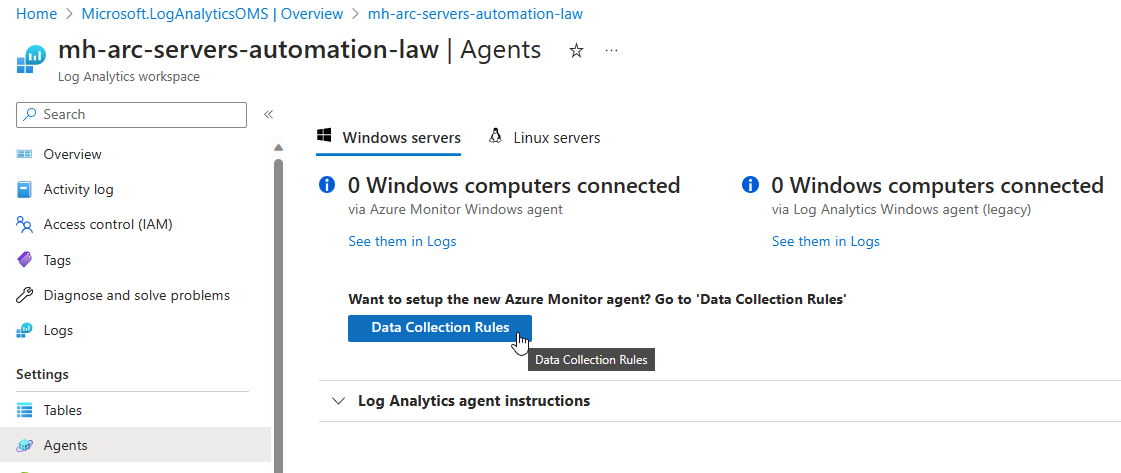 Home > Microsoft.LogAnalyticsOMS | Overview > mh-arc-servers-automation-law
mh-arc-servers-automation-law | Agents
Log Analytics workspace
Search
Overview
Activity log
Access control (IAM)
Tags
Diagnose and solve problems
Logs
Settings
Tables
Agents
Windows servers
Linux servers
0 Windows computers connected
via Azure Monitor Windows agent
See them in Logs
0 Windows computers connected
via Log Analytics Windows agent (legacy)
See them in Logs
Want to setup the new Azure Monitor agent? Go to 'Data Collection Rules'
Data Collection Rules
Data Collection Rules
Log Analytics agent instructions